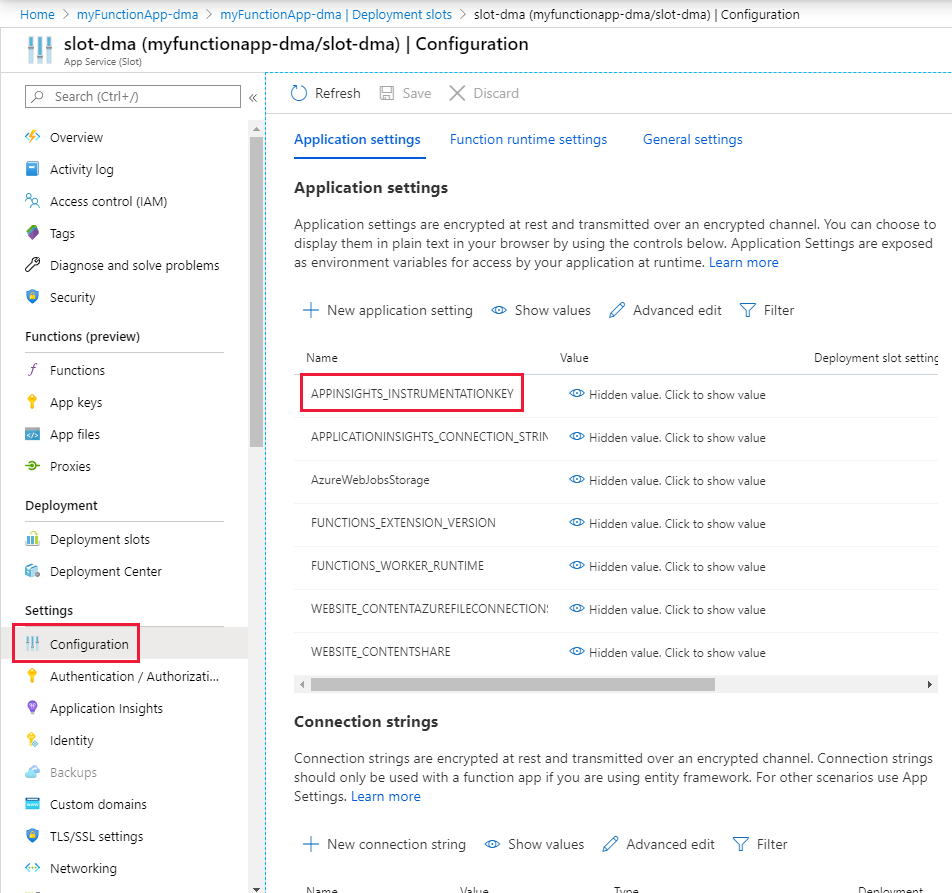 Home > myFunctionApp-dma > myFunctionApp-dma | Deployment slots > slot-dma (myfunctionapp-dma/slot-dma) | Configuration
slot-dma (myfunctionapp-dma/slot-dma) | Configuration
App Service (Slot)
Search (Ctrl+/)
«
Overview
Activity log
Access control (IAM)
Tags
Diagnose and solve problems
Security
Functions (preview)
Functions
App keys
App files
Proxies
Deployment
Deployment slots
Deployment Center
Settings
Configuration
Authentication / Authorizati...
Application Insights
Identity
Backups
Custom domains
TLS/SSL settings
Networking
Refresh Save Discard
Application settings Function runtime settings General settings
Application settings
Application settings are encrypted at rest and transmitted over an encrypted channel. You can choose to
display them in plain text in your browser by using the controls below. Application Settings are exposed
as environment variables for access by your application at runtime. Learn more
New application setting Show values Advanced edit Filter
Name Value Deployment slot setting
APPINSIGHTS_INSTRUMENTATIONKEY Hidden value. Click to show value
APPLICATIONINSIGHTS_CONNECTION_STRIN Hidden value. Click to show value
AzureWebJobsStorage Hidden value. Click to show value
FUNCTIONS_EXTENSION_VERSION Hidden value. Click to show value
FUNCTIONS_WORKER_RUNTIME Hidden value. Click to show value
WEBSITE_CONTENTAZUREFILECONNECTIONS Hidden value. Click to show value
WEBSITE_CONTENTSHARE Hidden value. Click to show value
Connection strings
Connection strings are encrypted at rest and transmitted over an encrypted channel. Connection strings
should only be used with a function app if you are using entity framework. For other scenarios use App
Settings. Learn more
New connection string Show values Advanced edit Filter
Name Value Type Deployment